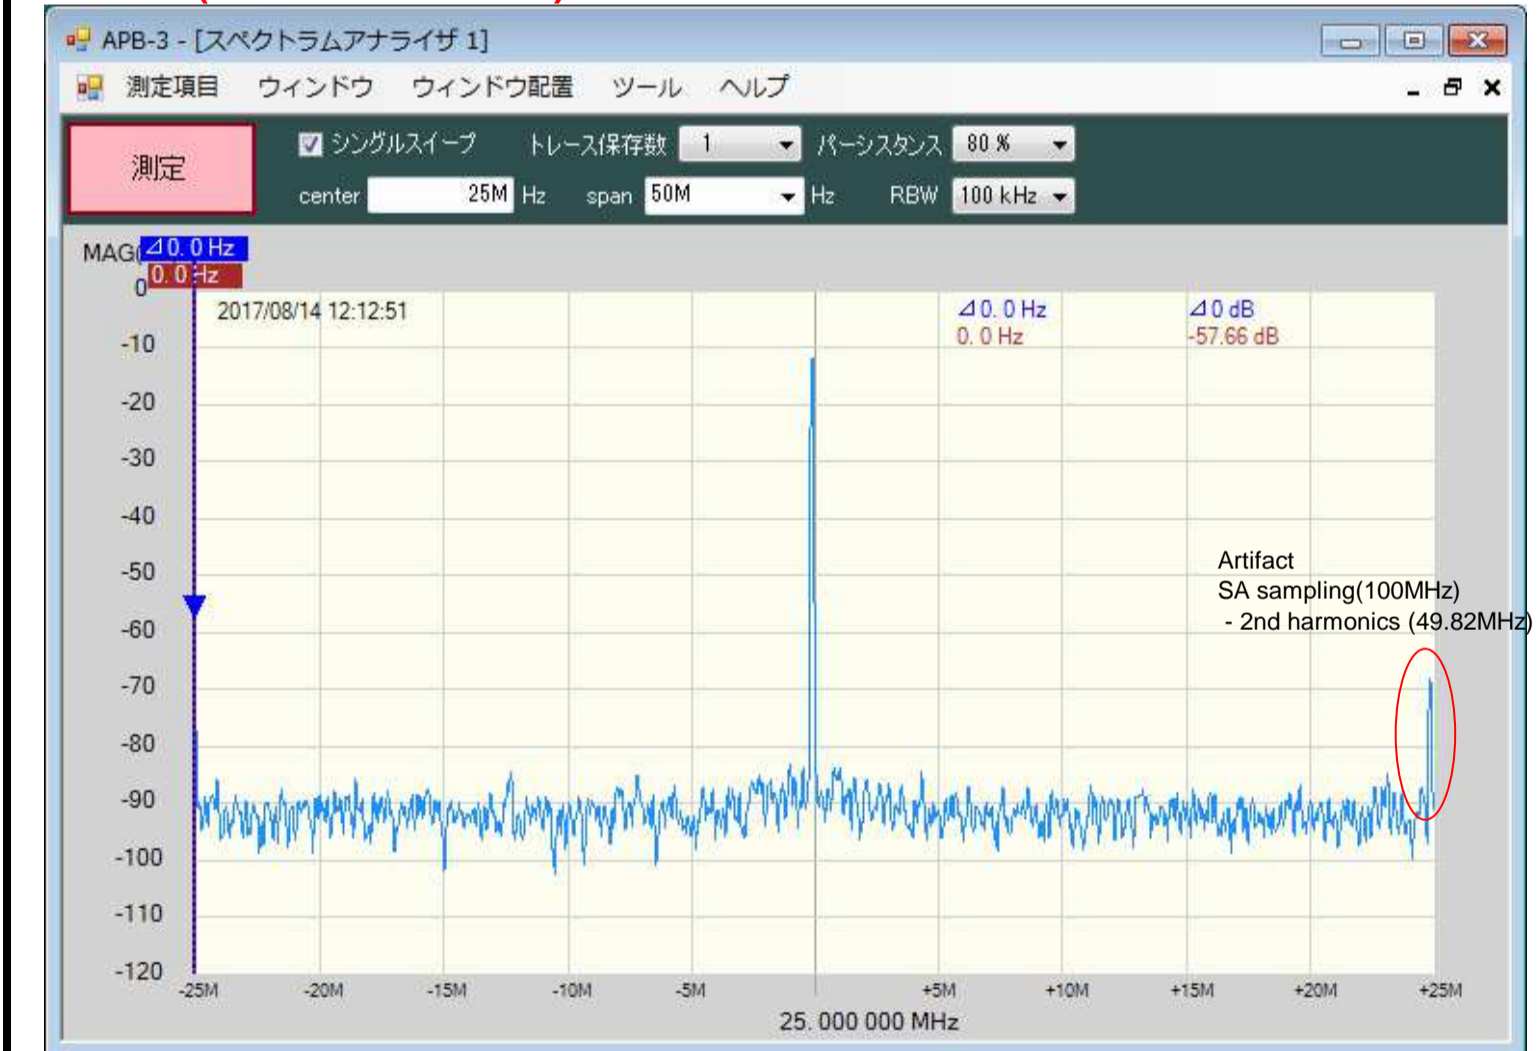 APB-3 - [スペクトラムアナライザ 1]
測定項目 ウィンドウ ウィンドウ配置 ツール ヘルプ
測定
シングルスイープ トレース保存数 1 パーシスタンス 80 %
center 25M Hz span 50M Hz RBW 100 kHz
MAG(
⊿0. 0 Hz
0. 0 Hz
2017/08/14 12:12:51
⊿0. 0 Hz ⊿0 dB
0. 0 Hz -57.66 dB
0
-10
-20
-30
-40
-50
-60
-70
-80
-90
-100
-110
-120
Artifact
SA sampling(100MHz)
- 2nd harmonics (49.82MHz)
-25M -20M -15M -10M -5M +5M +10M +15M +20M +25M
25. 000 000 MHz